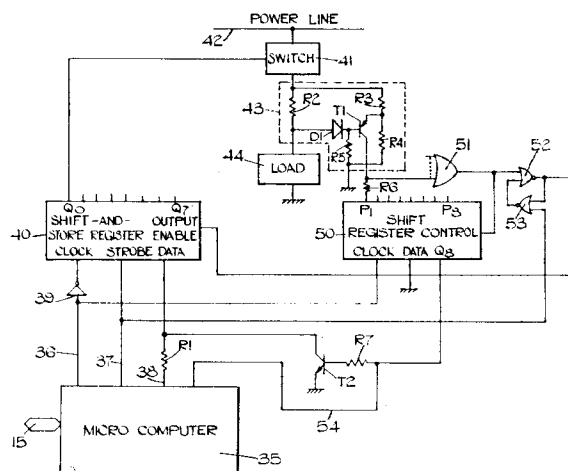 POWER LINE
42
SWITCH 41
43 R2 R3
T1
D1 R4
R5
44 LOAD
R6
51
52
53
Q0 Q7 P1 P8
40 SHIFT-AND- OUTPUT
STORE REGISTER ENABLE
CLOCK STROBE DATA
50 SHIFT
REGISTER CONTROL
CLOCK DATA Q8
39
36 37 38 R1 R7
T2
54
15 MICRO COMPUTER 35